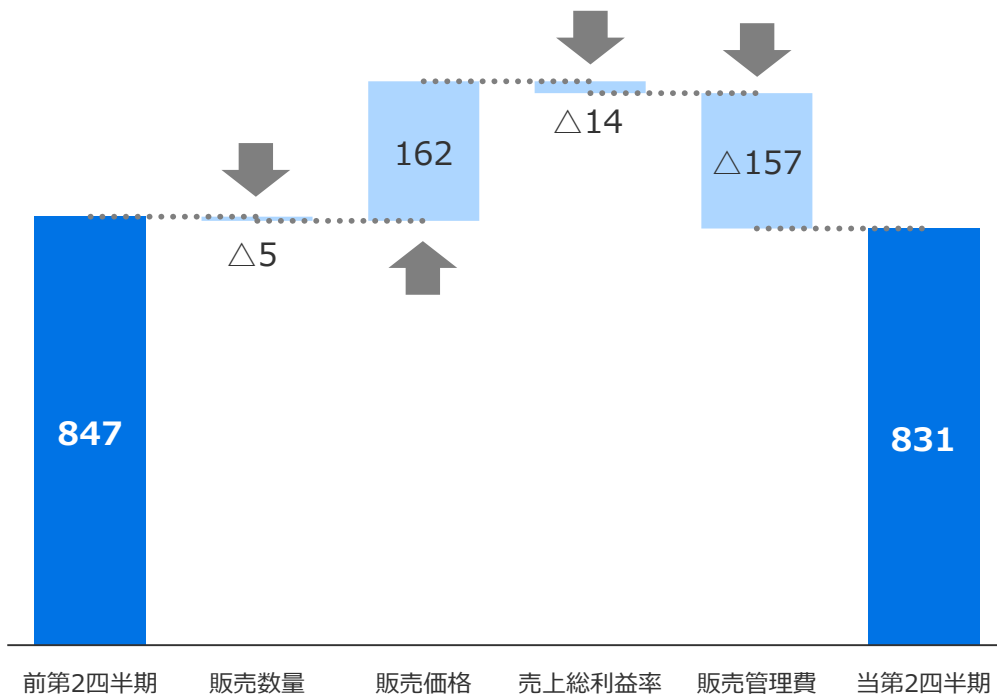 162
△14
△157
△5
847
831
前第2四半期
販売数量
販売価格
売上総利益率
販売管理費
当第2四半期